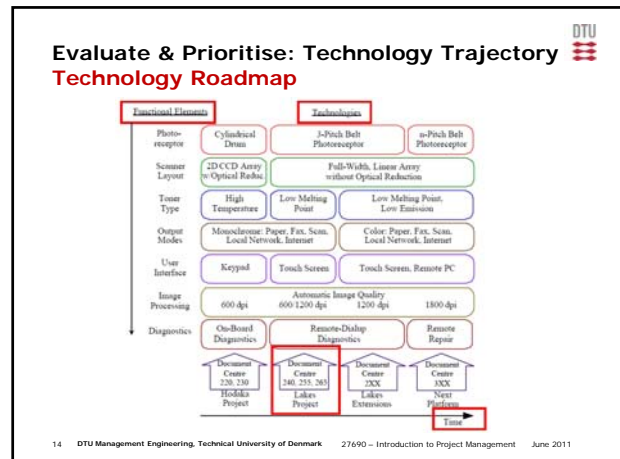 DTU
Evaluate & Prioritise: Technology Trajectory
Technology Roadmap
Functional Elements
Technologies
Photo-
receptor
Cylindrical
Drum
3-Pitch Belt
Photoreceptor
n-Pitch Belt
Photoreceptor
Scanner
Layout
2D CCD Array
w/Optical Reduc.
Full-Width, Linear Array
without Optical Reduction
Toner
Type
High
Temperature
Low Melting
Point
Low Melting Point,
Low Emission
Output
Modes
Monochrome: Paper, Fax, Scan,
Local Network, Internet
Color: Paper, Fax, Scan,
Local Network, Internet
User
Interface
Keypad
Touch Screen
Touch Screen, Remote PC
Image
Processing
Automatic Image Quality
600 dpi 600/1200 dpi 1200 dpi 1800 dpi
Diagnostics
On-Board
Diagnostics
Remote-Dialup
Diagnostics
Remote
Repair
Document
Centre
220, 230
Document
Centre
240, 255, 265
Document
Centre
2XX
Document
Centre
3XX
Hodaka
Project
Lakes
Project
Lakes
Extensions
Next
Platform
Time
14 DTU Management Engineering, Technical University of Denmark 27690 – Introduction to Project Management June 2011